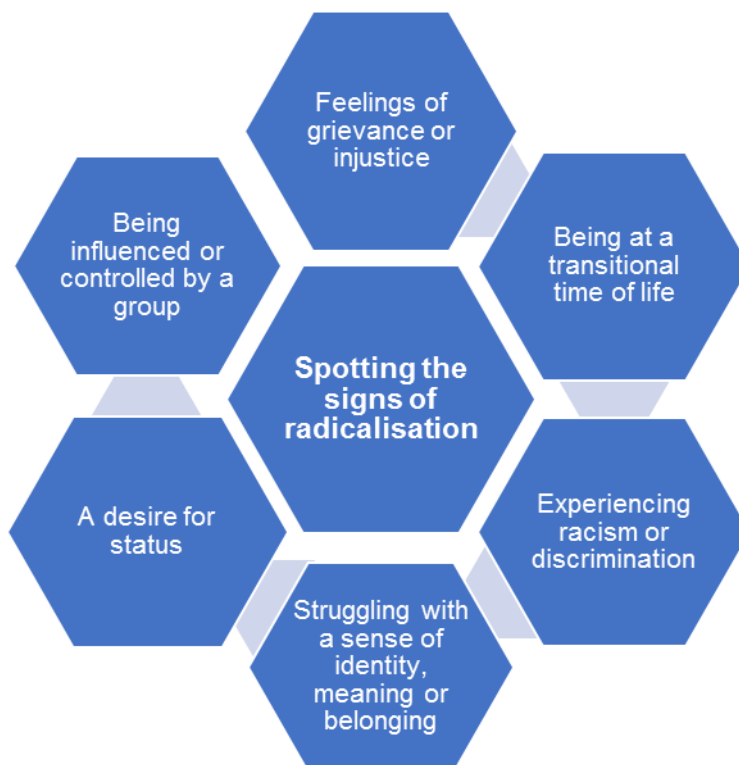 Feelings of
grievance or
injustice
Being at a
transitional
time of life
Experiencing
racism or
discrimination
Struggling with
a sense of
identity,
meaning or
belonging
A desire for
status
Being
influenced or
controlled by a
group
Spotting the
signs of
radicalisation